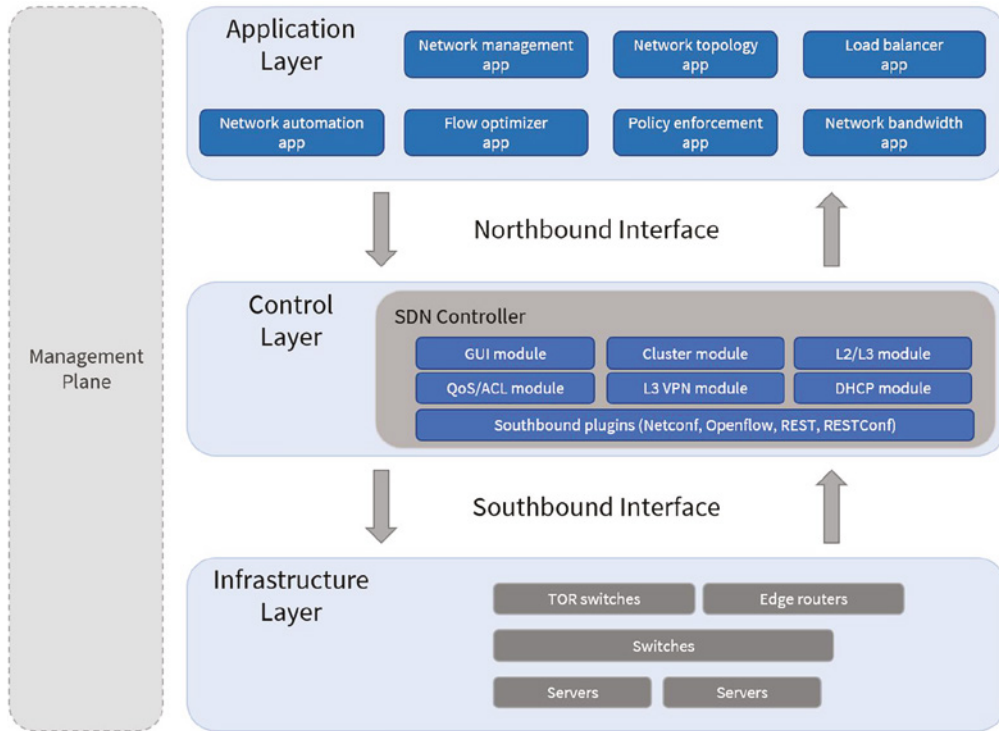 Management
Plane
Application
Layer
Network management
app
Network topology
app
Load balancer
app
Network automation
app
Flow optimizer
app
Policy enforcement
app
Network bandwidth
app
Northbound Interface
Control
Layer
SDN Controller
GUI module
Cluster module
L2/L3 module
QoS/ACL module
L3 VPN module
DHCP module
Southbound plugins (Netconf, Openflow, REST, RESTConf)
Southbound Interface
Infrastructure
Layer
TOR switches
Edge routers
Switches
Servers
Servers